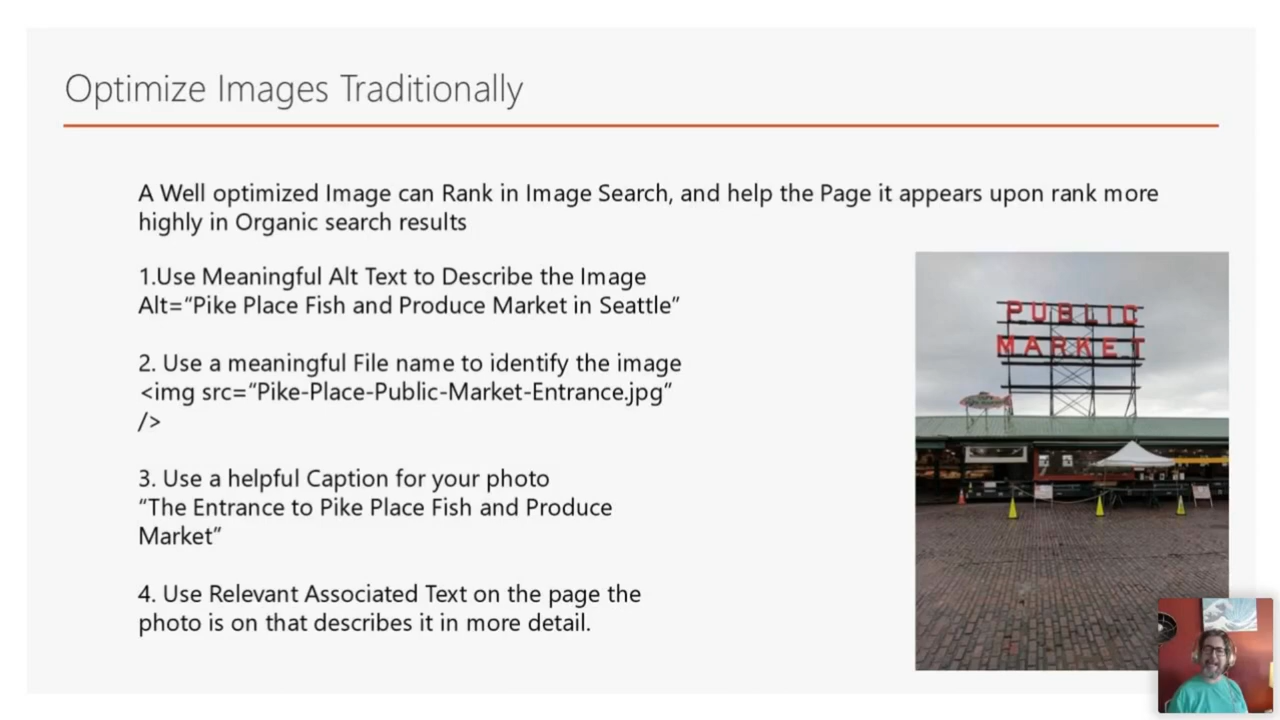 Optimize Images Traditionally
A Well optimized Image can Rank in Image Search, and help the Page it appears upon rank more
highly in Organic search results
1.Use Meaningful Alt Text to Describe the Image
Alt=“Pike Place Fish and Produce Market in Seattle”
2. Use a meaningful File name to identify the image
<img src=“Pike-Place-Public-Market-Entrance.jpg”
/>
3. Use a helpful Caption for your photo
“The Entrance to Pike Place Fish and Produce
Market”
4. Use Relevant Associated Text on the page the
photo is on that describes it in more detail.
PUBLIC
MARKET